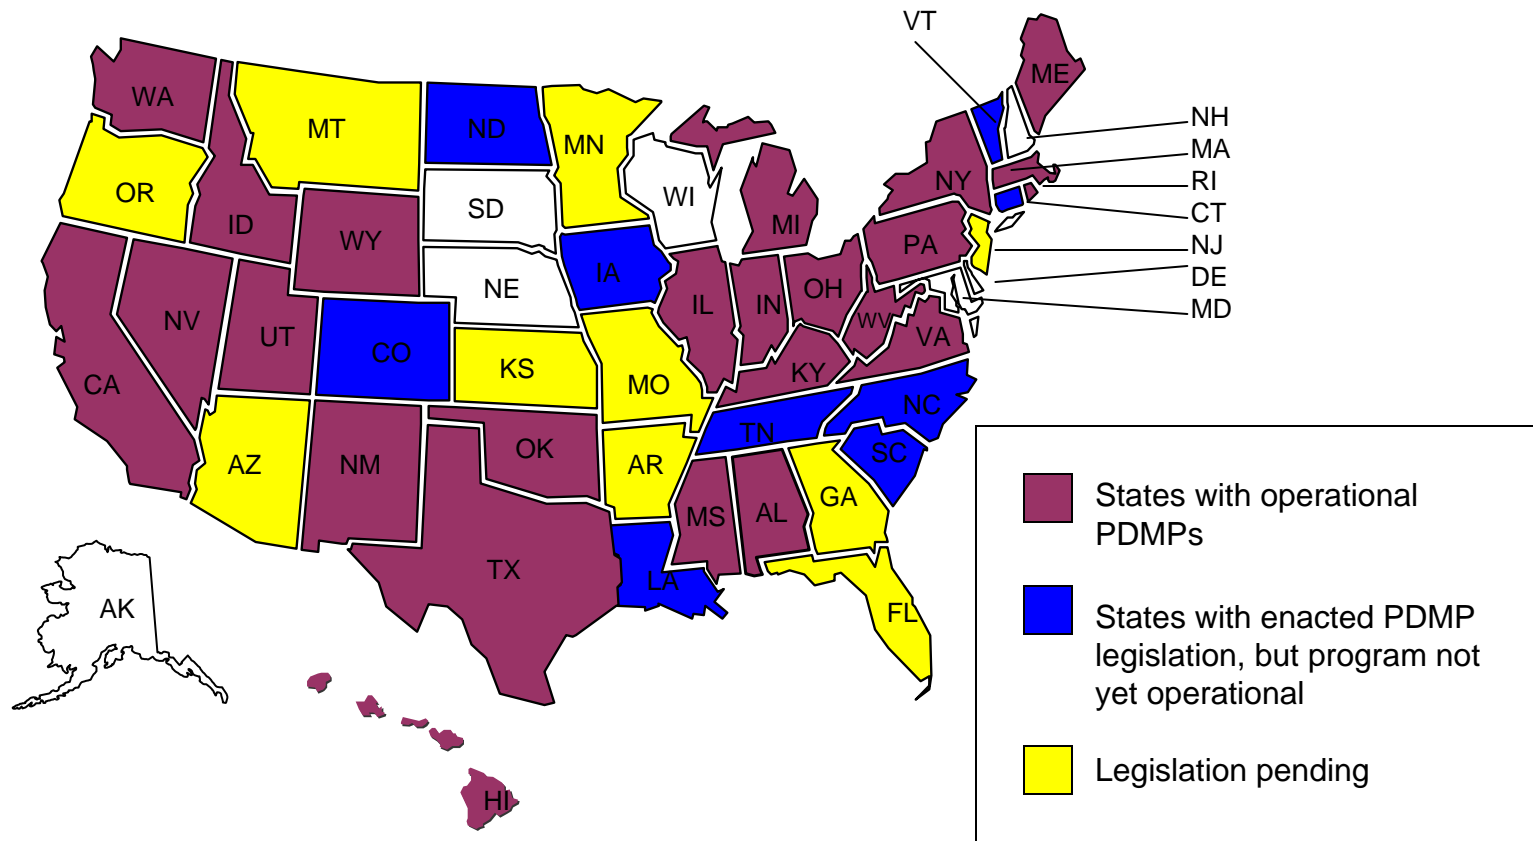 VT
ME
WA
NH
MT
ND
MN
MA
OR
NY
RI
SD
WI
CT
ID
MI
WY
PA
NJ
IA
DE
NE
OH
IL
IN
MD
NV
WV
UT
VA
CO
KS
KY
CA
MO
NC
TN
SC
OK
AZ
NM
AR
GA
MS
AL
TX
LA
AK
FL
HI
States with operational
PDMPs
States with enacted PDMP
legislation, but program not
yet operational
Legislation pending